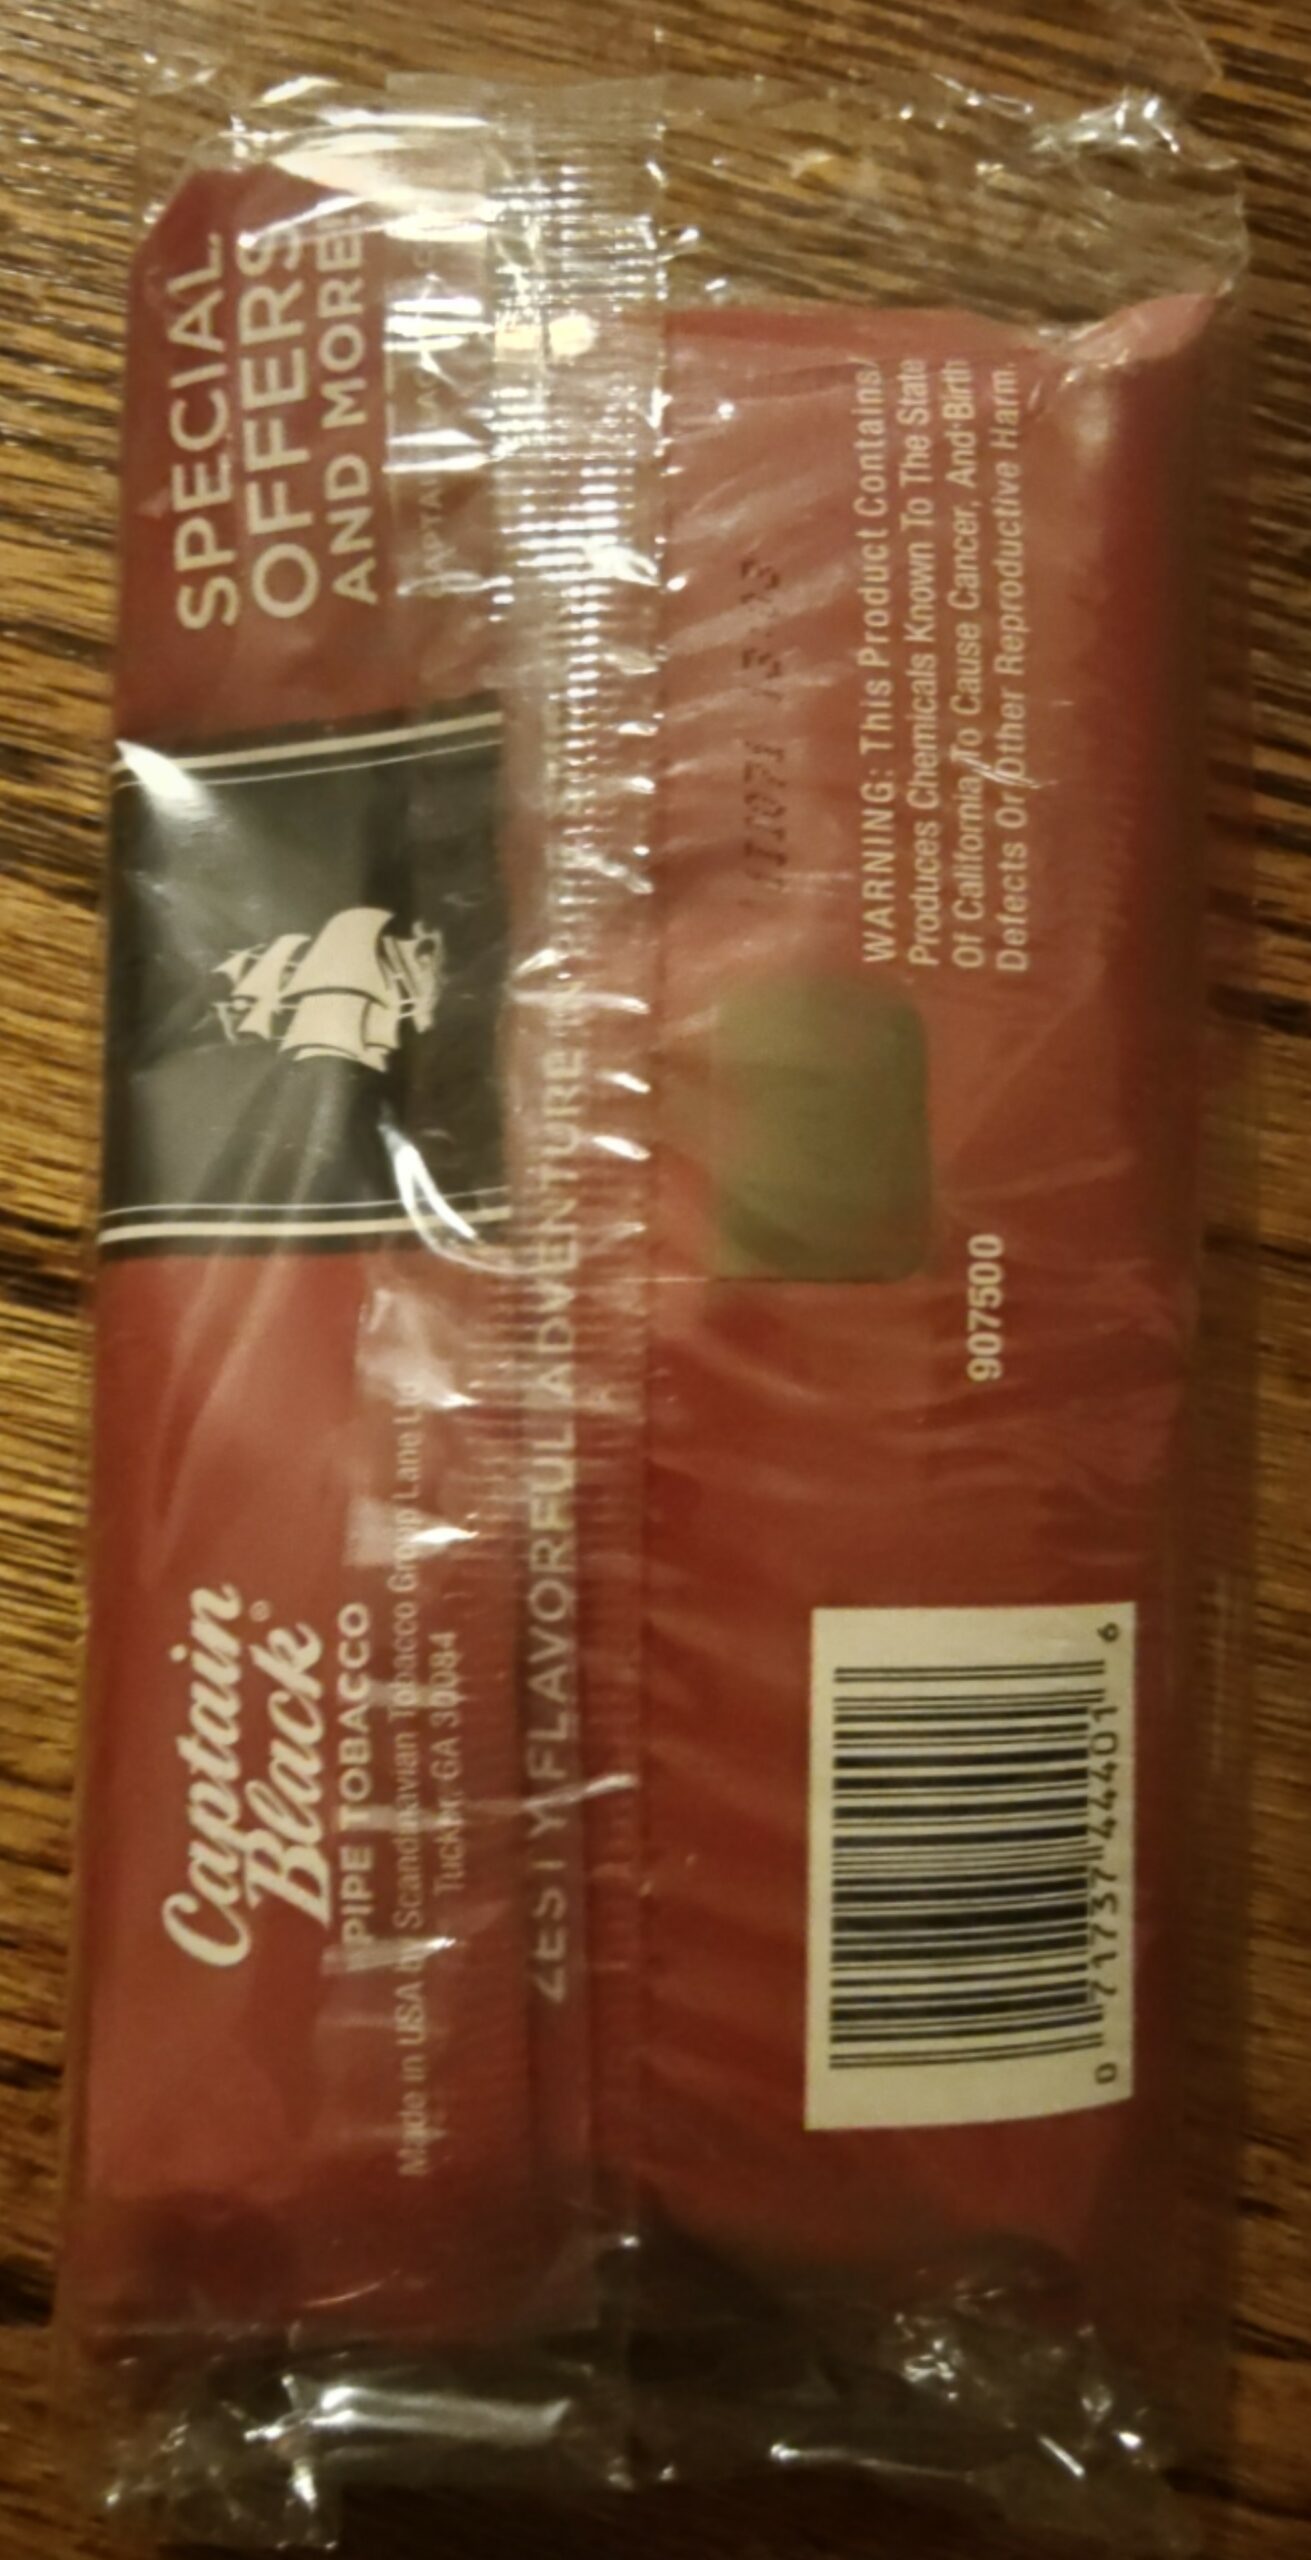 SPECIAL
OFFERS
AND MORE
Captain
Black®
PIPE TOBACCO
Made in USA by Scandinavian Tobacco Group Lane Ltd
Tucker, GA 30084
ZESTY FLAVORFUL ADVENTURE
WARNING: This Product Contains/
Produces Chemicals Known To The State
Of California To Cause Cancer, And Birth
Defects Or Other Reproductive Harm.
907500
0 71737 44401 6